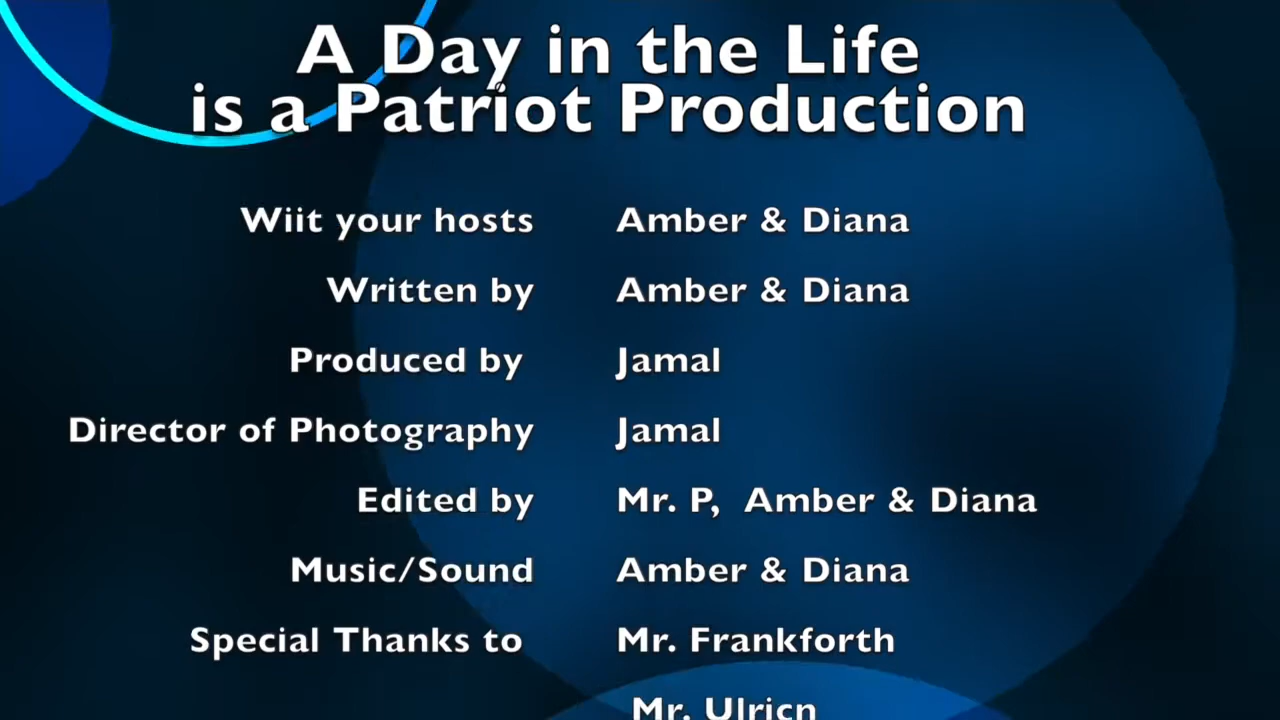 A Day in the Life
is a Patriot Production
Wiit your hosts Amber & Diana
Written by Amber & Diana
Produced by Jamal
Director of Photography Jamal
Edited by Mr. P, Amber & Diana
Music/Sound Amber & Diana
Special Thanks to Mr. Frankforth
Mr.